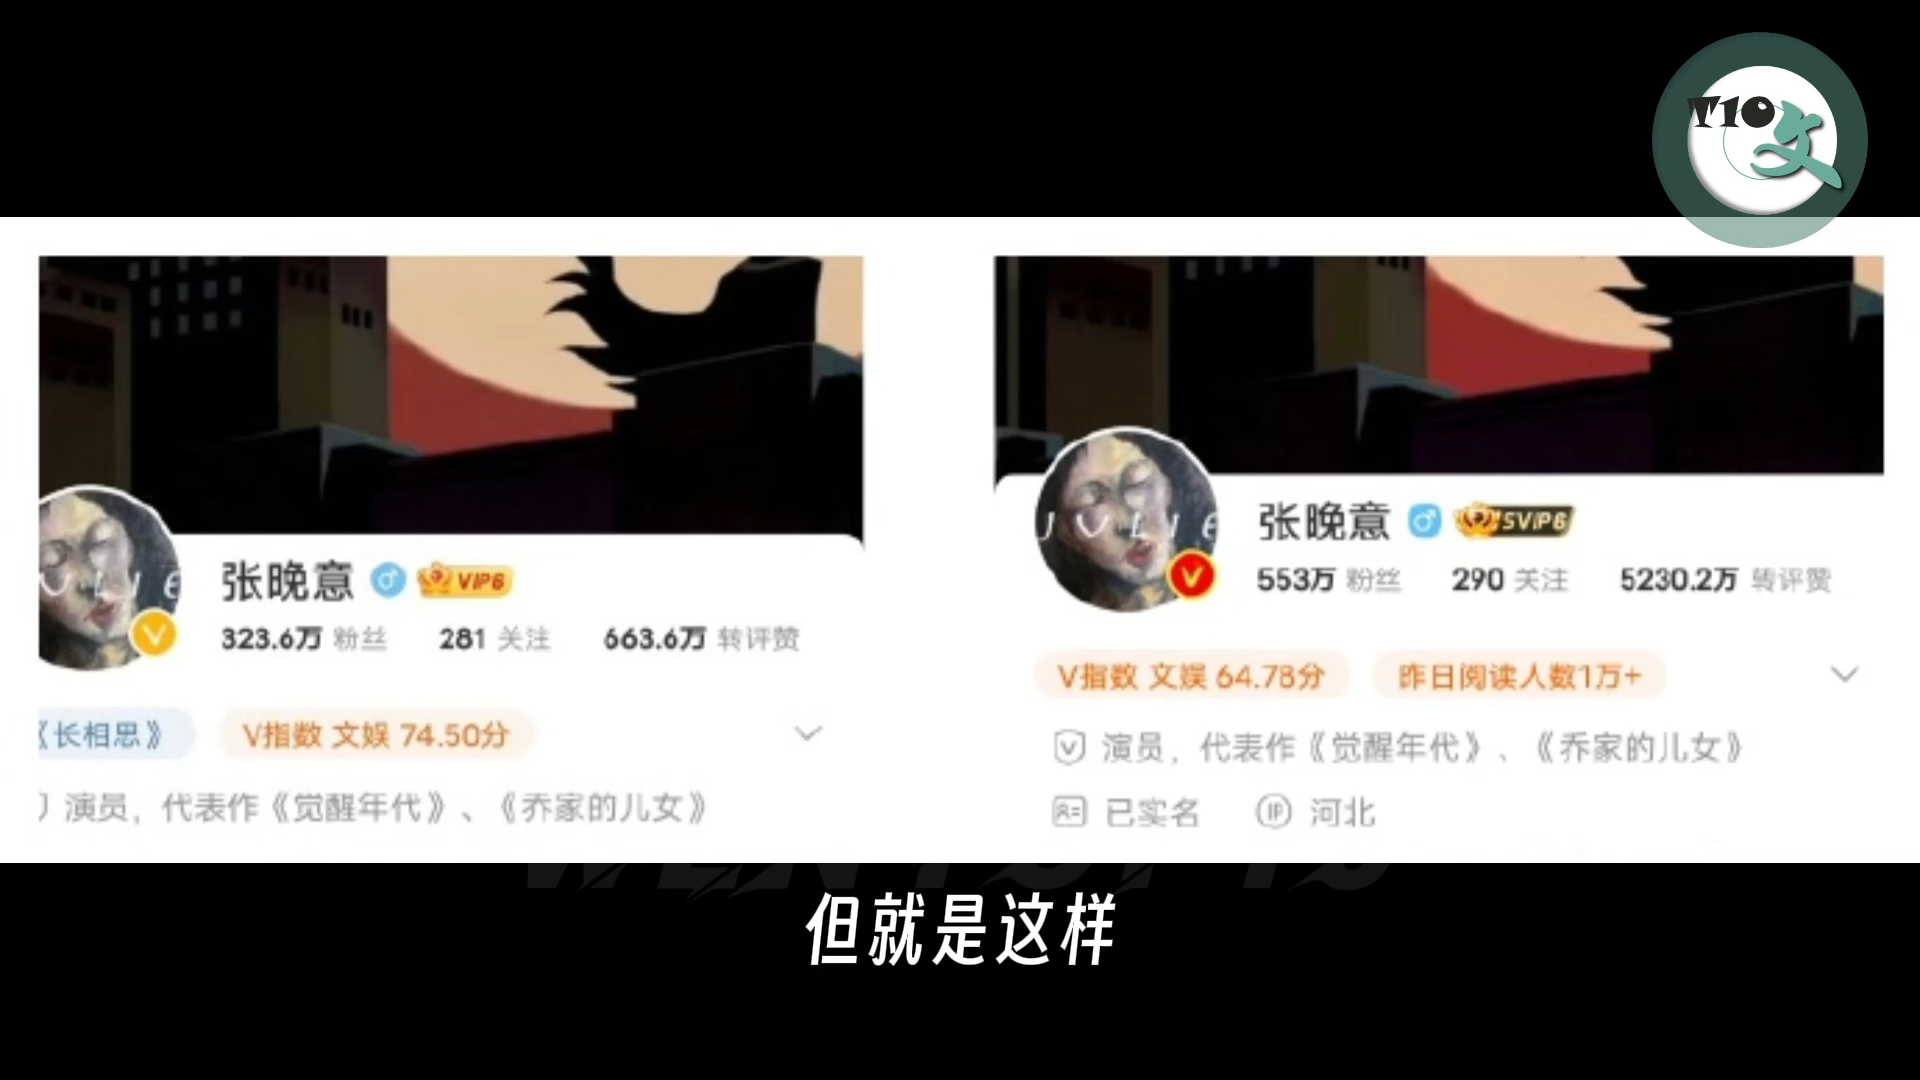 T10文
张晚意 VIP6
323.6万 粉丝 281 关注 663.6万 转评赞
《长相思》 V指数 文娱 74.50分
演员，代表作《觉醒年代》、《乔家的儿女》
JULIE
张晚意 SVIP6
553万 粉丝 290 关注 5230.2万 转评赞
V指数 文娱 64.78分 昨日阅读人数1万+
演员，代表作《觉醒年代》、《乔家的儿女》
已实名 IP 河北
但就是这样